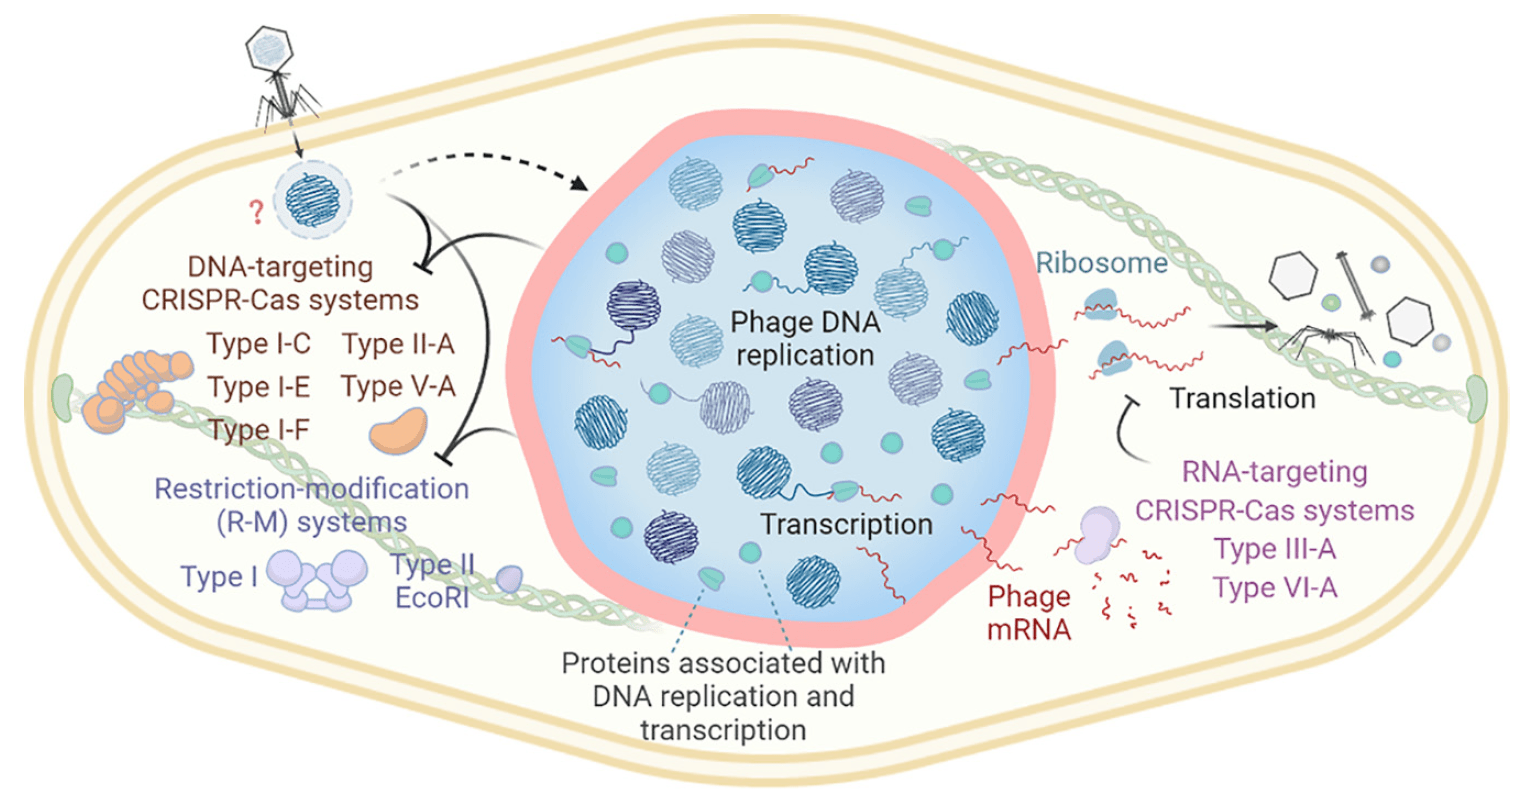 ?
DNA-targeting
CRISPR-Cas systems
Type I-C Type II-A
Type I-E Type V-A
Type I-F
Restriction-modification
(R-M) systems
Type I
Type II
EcoRI
Phage DNA
replication
Transcription
Proteins associated with
DNA replication and
transcription
Ribosome
Translation
RNA-targeting
CRISPR-Cas systems
Type III-A
Type VI-A
Phage
mRNA